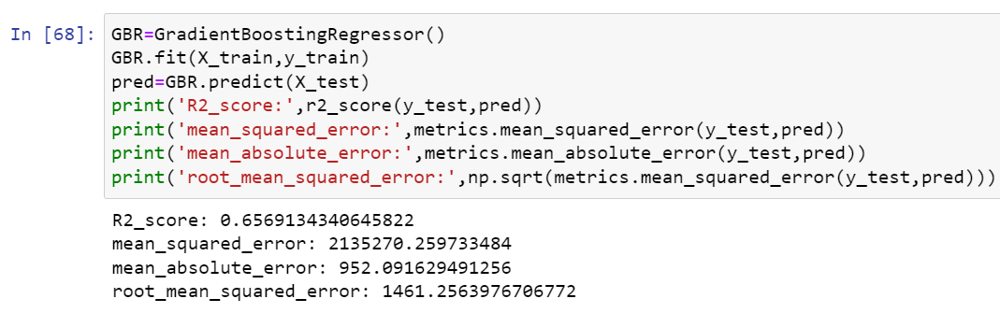 In [68]: GBR=GradientBoostingRegressor()
GBR.fit(X_train,y_train)
pred=GBR.predict(X_test)
print('R2_score:',r2_score(y_test,pred))
print('mean_squared_error:',metrics.mean_squared_error(y_test,pred))
print('mean_absolute_error:',metrics.mean_absolute_error(y_test,pred))
print('root_mean_squared_error:',np.sqrt(metrics.mean_squared_error(y_test,pred)))
R2_score: 0.6569134340645822
mean_squared_error: 2135270.259733484
mean_absolute_error: 952.091629491256
root_mean_squared_error: 1461.2563976706772